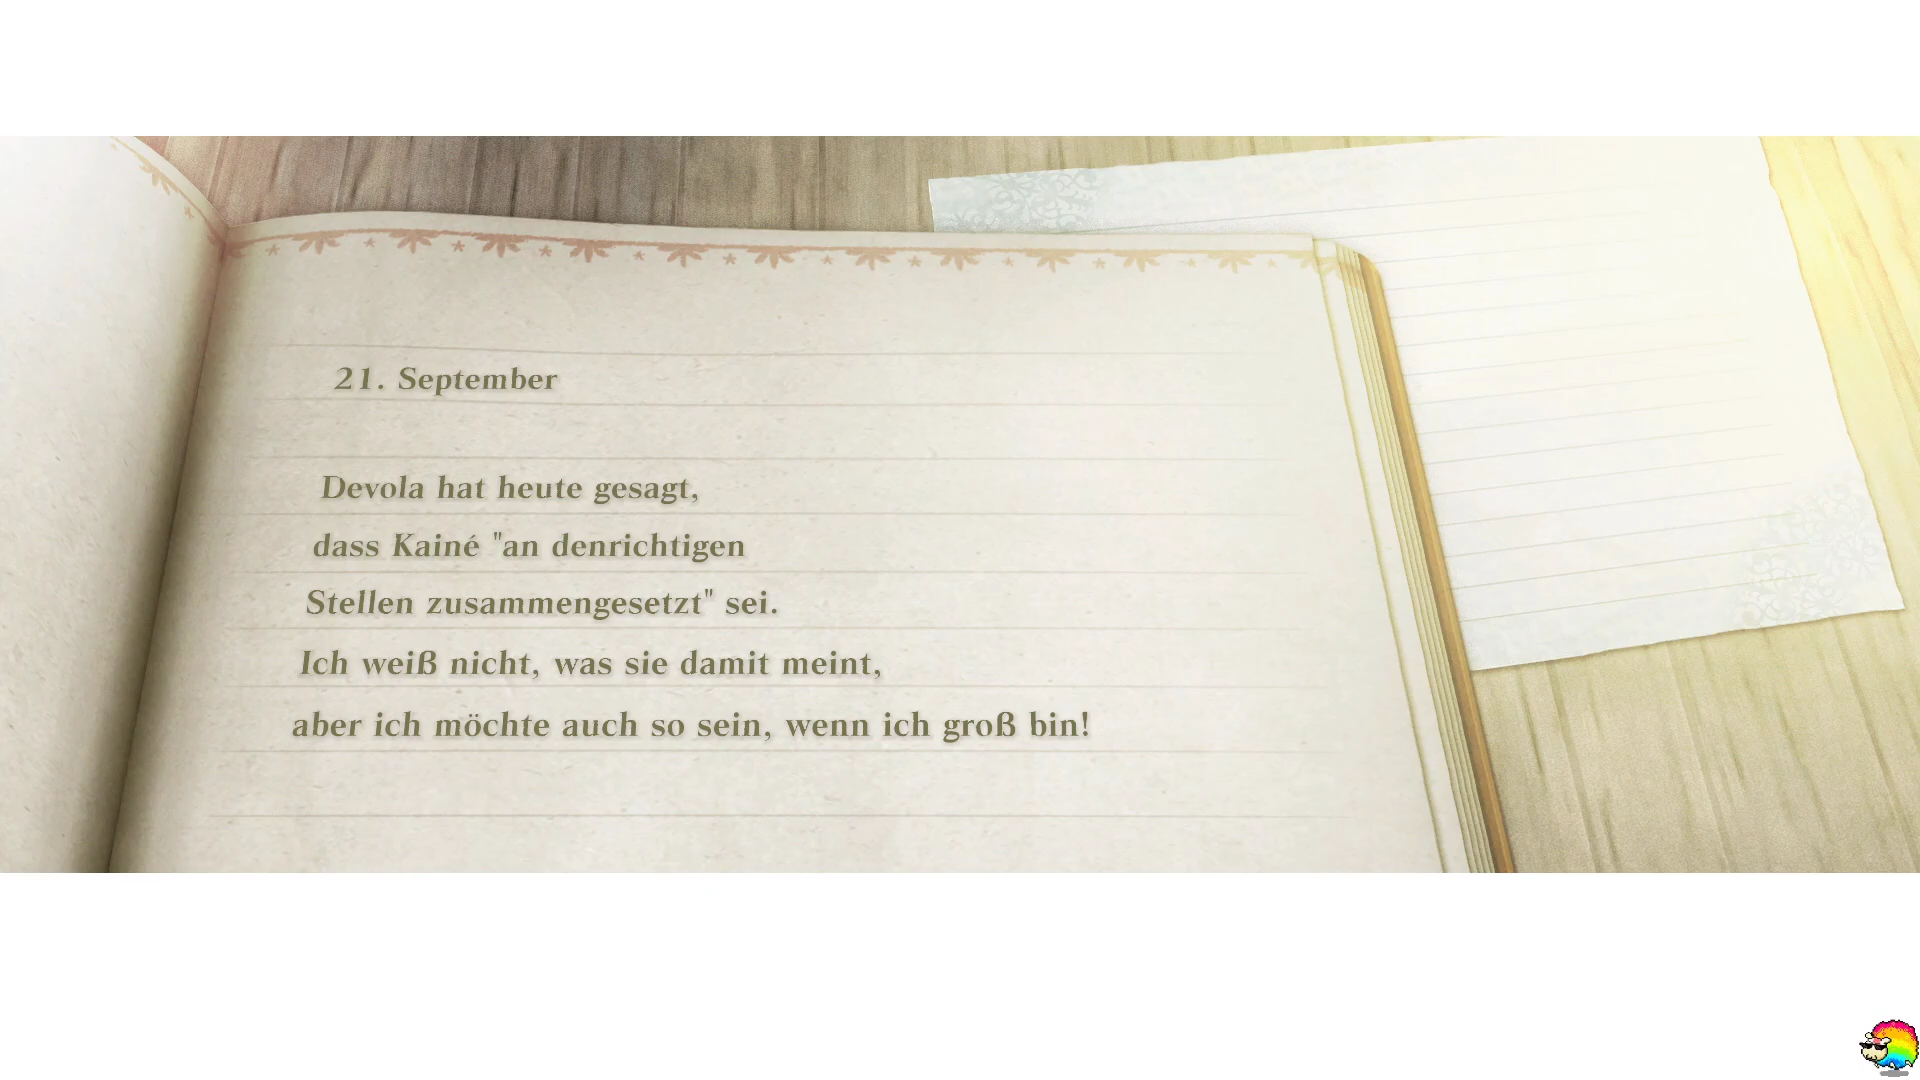 21. September
Devola hat heute gesagt,
dass Kainé "an denrichtigen
Stellen zusammengesetzt" sei.
Ich weiß nicht, was sie damit meint,
aber ich möchte auch so sein, wenn ich groß bin!